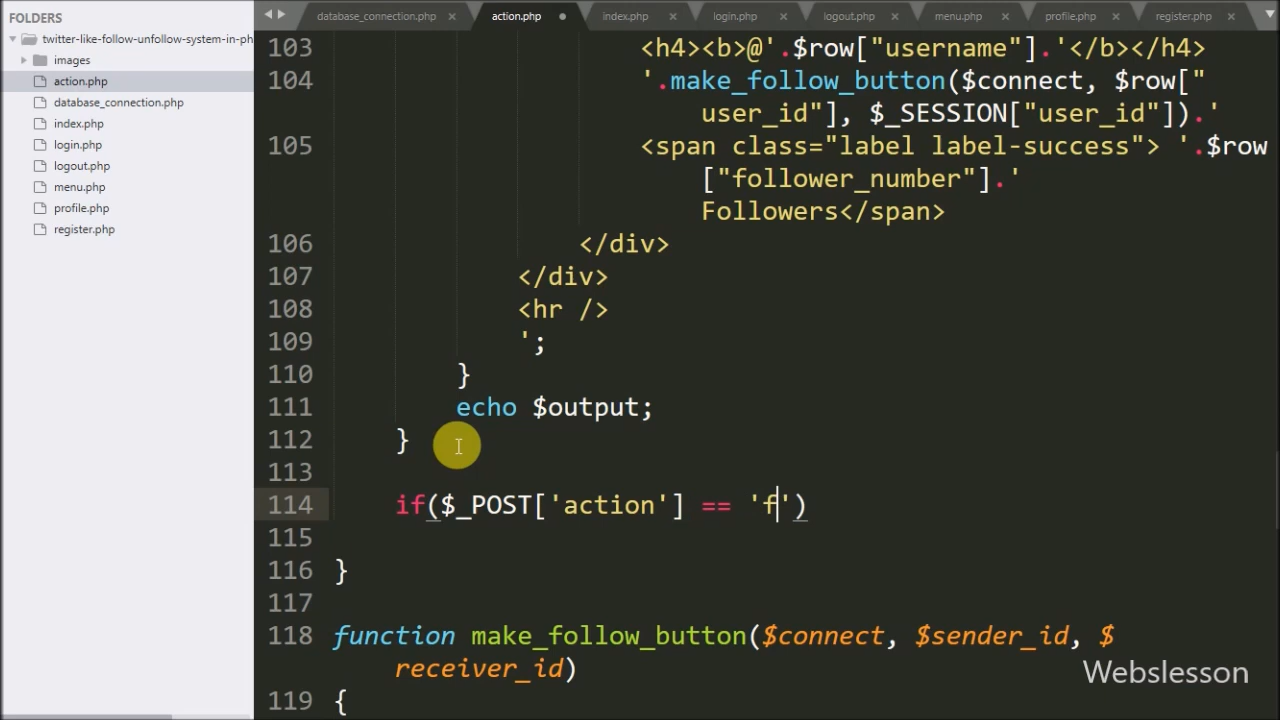 FOLDERS
twitter-like-follow-unfollow-system-in-ph
images
action.php
database_connection.php
index.php
login.php
logout.php
menu.php
profile.php
register.php
database_connection.php action.php index.php login.php logout.php menu.php profile.php register.php
103 <h4><b>@'.$row["username"].'</b></h4>
104 '.make_follow_button($connect, $row["
user_id"], $_SESSION["user_id"]).'
105 <span class="label label-success"> '.$row
["follower_number"].'
Followers</span>
106 </div>
107 </div>
108 <hr />
109 ';
110 }
111 echo $output;
112 }
113
114 if($_POST['action'] == 'f')
115
116 }
117
118 function make_follow_button($connect, $sender_id, $
receiver_id)
119 {
Webslesson